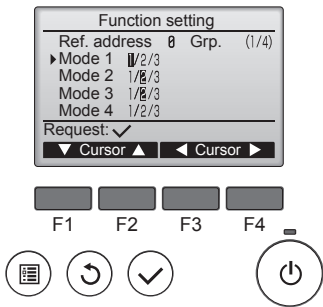 Function setting
Ref. address 0 Grp. (1/4)
Mode 1 1/2/3
Mode 2 1/2/3
Mode 3 1/2/3
Mode 4 1/2/3
Request: ✓
▼ Cursor ▲ ◀ Cursor ▶
F1 F2 F3 F4